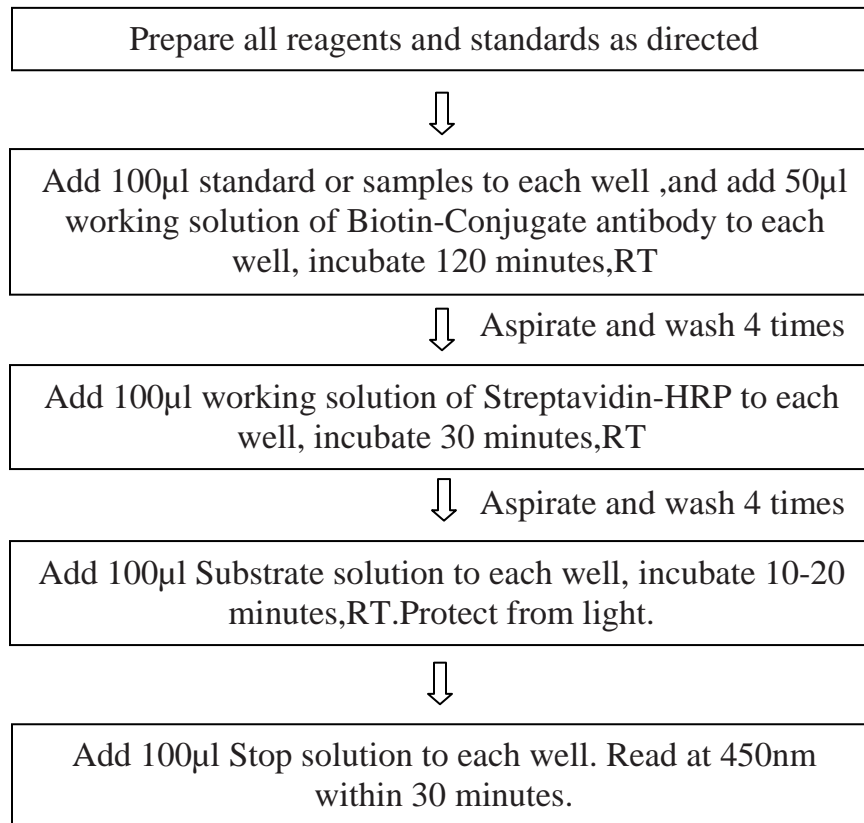 Prepare all reagents and standards as directed
Add 100μl standard or samples to each well ,and add 50μl
working solution of Biotin-Conjugate antibody to each
well, incubate 120 minutes,RT
Aspirate and wash 4 times
Add 100μl working solution of Streptavidin-HRP to each
well, incubate 30 minutes,RT
Aspirate and wash 4 times
Add 100μl Substrate solution to each well, incubate 10-20
minutes,RT.Protect from light.
Add 100μl Stop solution to each well. Read at 450nm
within 30 minutes.